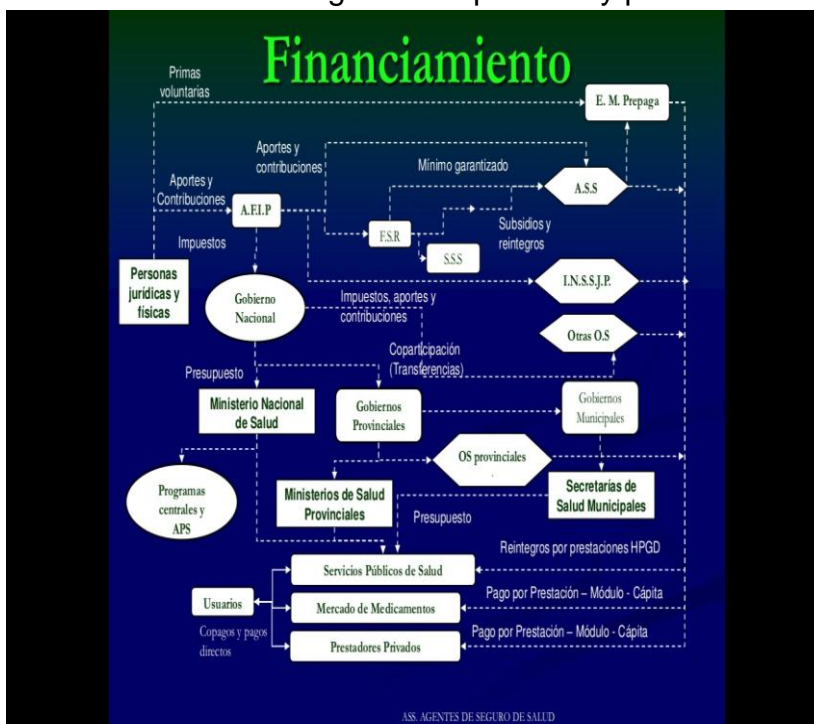 Financiamiento
Primas
voluntarias
E. M. Prepaga
Aportes y
contribuciones
Mínimo garantizado
Aportes y
Contribuciones
A.F.I.P
A.S.S
F.S.R
Subsidios y
reintegros
Impuestos
S.S.S
Personas
jurídicas y
físicas
Gobierno
Nacional
Impuestos, aportes y
contribuciones
I.N.S.S.J.P.
Otras O.S
Coparticipación
(Transferencias)
Presupuesto
Ministerio Nacional
de Salud
Gobiernos
Provinciales
Gobiernos
Municipales
OS provinciales
.
Programas
centrales y
APS
Ministerios de Salud
Provinciales
Secretarías de
Salud Municipales
Presupuesto
Reintegros por prestaciones HPGD
Servicios Públicos de Salud
Usuarios
Mercado de Medicamentos
Pago por Prestación – Módulo - Cápita
Copagos y pagos
directos
Prestadores Privados
Pago por Prestación – Módulo - Cápita
ASS. AGENTES DE SEGURO DE SALUD